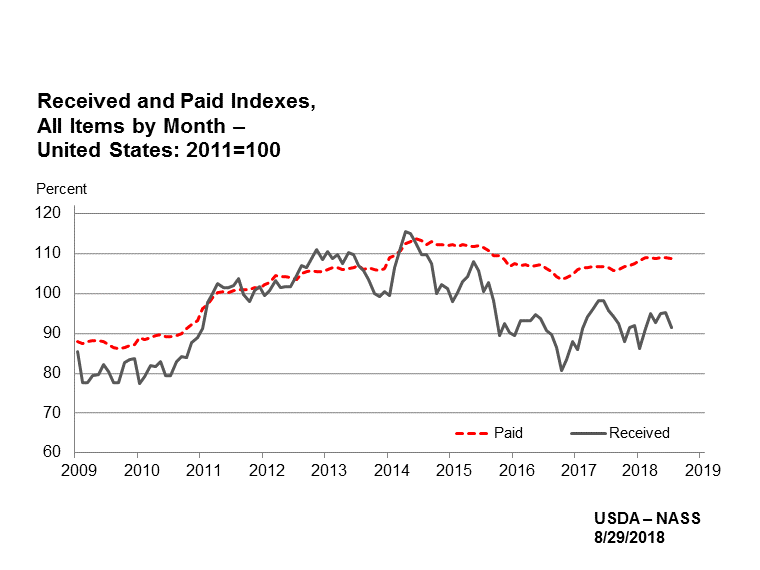 Received and Paid Indexes,
All Items by Month –
United States: 2011=100
Percent
120
110
100
90
80
70
60
Paid
Received
2009 2010 2011 2012 2013 2014 2015 2016 2017 2018 2019
USDA – NASS
8/29/2018